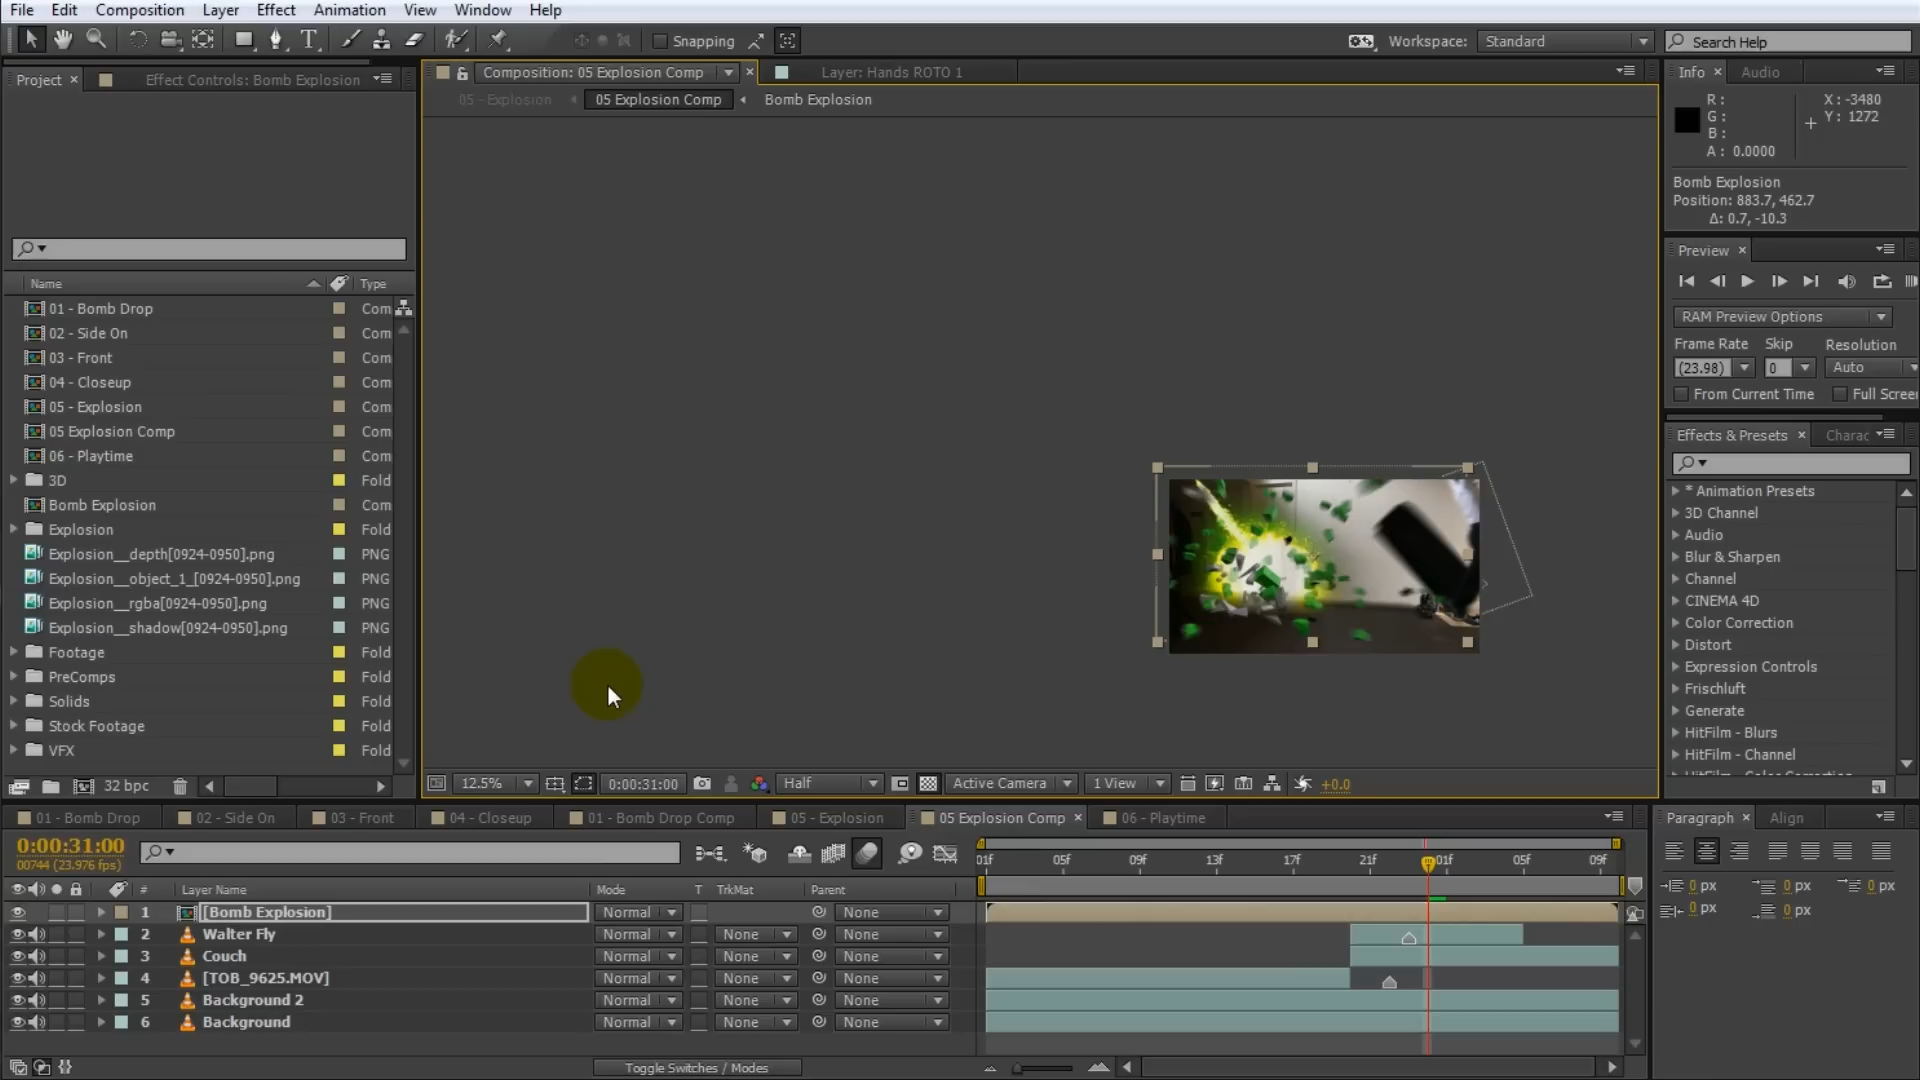 File Edit Composition Layer Effect Animation View Window Help
Snapping Workspace: Standard Search Help
Project Effect Controls: Bomb Explosion
Name Type
01 - Bomb Drop Com
02 - Side On Com
03 - Front Com
04 - Closeup Com
05 - Explosion Com
05 Explosion Comp Com
06 - Playtime Com
3D Fold
Bomb Explosion Com
Explosion Fold
Explosion__depth[0924-0950].png PNG
Explosion__object_1_[0924-0950].png PNG
Explosion__rgba[0924-0950].png PNG
Explosion__shadow[0924-0950].png PNG
Footage Fold
PreComps Fold
Solids Fold
Stock Footage Fold
VFX Fold
32 bpc
Composition: 05 Explosion Comp Layer: Hands ROTO 1
05 - Explosion 05 Explosion Comp Bomb Explosion
12.5% 0:00:31:00 Half Active Camera 1 View +0.0
Info Audio
R: X: -3480
G: Y: 1272
B:
A: 0.0000
Bomb Explosion
Position: 883.7, 462.7
Δ: 0.7, -10.3
Preview
RAM Preview Options
Frame Rate Skip Resolution
(23.98) 0 Auto
From Current Time Full Screen
Effects & Presets Charac
* Animation Presets
3D Channel
Audio
Blur & Sharpen
Channel
CINEMA 4D
Color Correction
Distort
Expression Controls
Frischluft
Generate
HitFilm - Blurs
HitFilm - Channel
HitFilm - Color Correction
01 - Bomb Drop 02 - Side On 03 - Front 04 - Closeup 01 - Bomb Drop Comp 05 - Explosion 05 Explosion Comp 06 - Playtime
0:00:31:00
00744 (23.976 fps)
01f 05f 09f 13f 17f 21f 01f 05f 09f
# Layer Name Mode T TrkMat Parent
1 [Bomb Explosion] Normal None
2 Walter Fly Normal None None
3 Couch Normal None None
4 [TOB_9625.MOV] Normal None None
5 Background 2 Normal None None
6 Background Normal None None
Toggle Switches / Modes
Paragraph Align
0 px 0 px 0 px
0 px 0 px